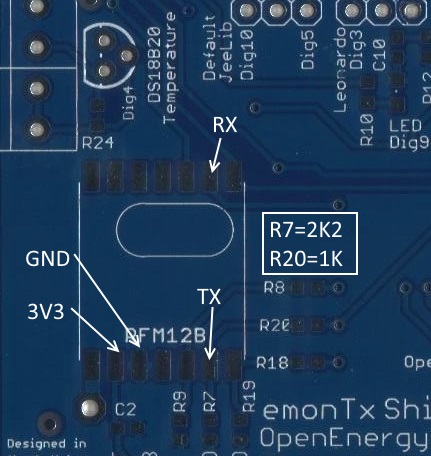 DS18B20
Temperature
Default
JeeLib
Dig10
Dig5
Leonardo
Dig3
C10
Dig4
R24
R10
R12
LED
Dig9
RX
R7=2K2
R20=1K
GND
3V3
TX
RFM12B
R8
R20
R18
C2
R9
R7
R19
emonTx Shi
OpenEnergy
Ope
Designed in